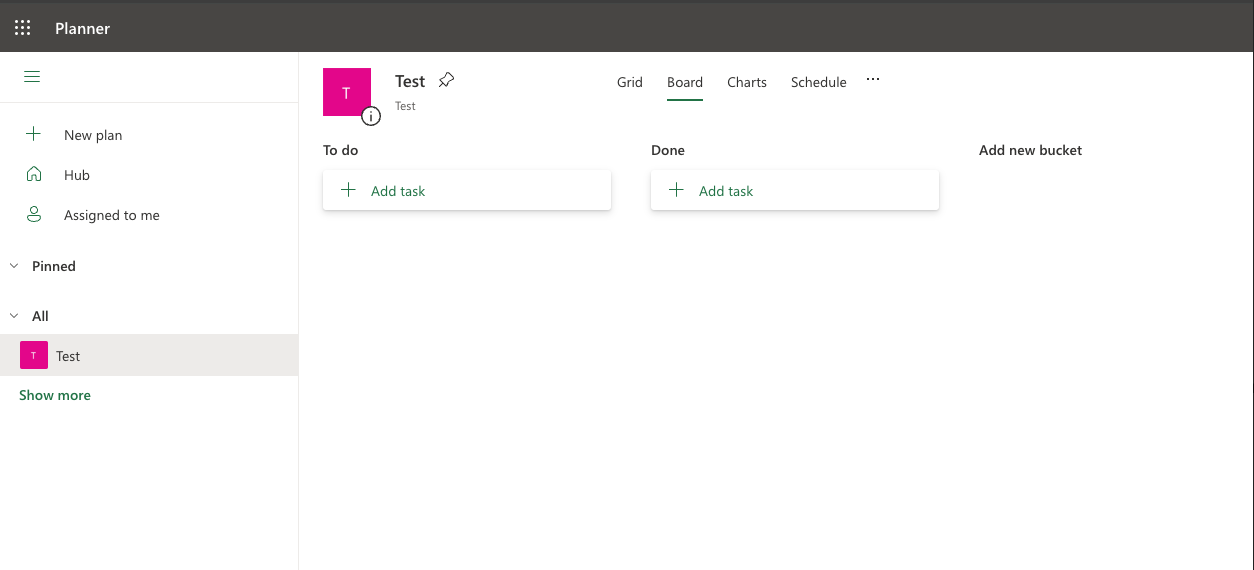 Planner
New plan
Hub
Assigned to me
Pinned
All
T Test
Show more
T
Test
Test
Grid Board Charts Schedule ...
To do Done Add new bucket
Add task Add task